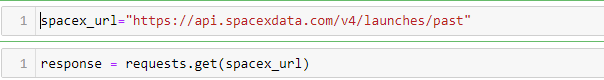 1 spacex_url="https://api.spacexdata.com/v4/launches/past"
1 response = requests.get(spacex_url)